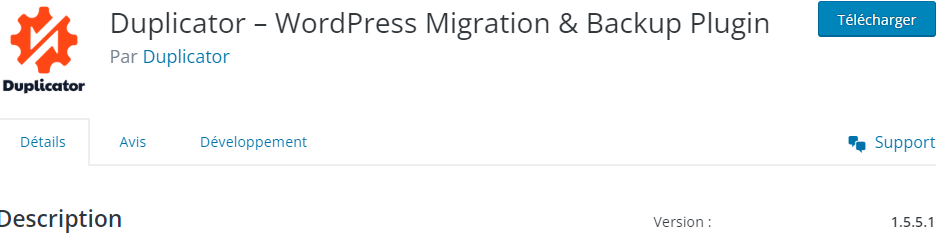 Duplicator – WordPress Migration & Backup Plugin
Télécharger
Par Duplicator
Duplicator
Détails
Avis
Développement
Support
Description
Version :
1.5.5.1